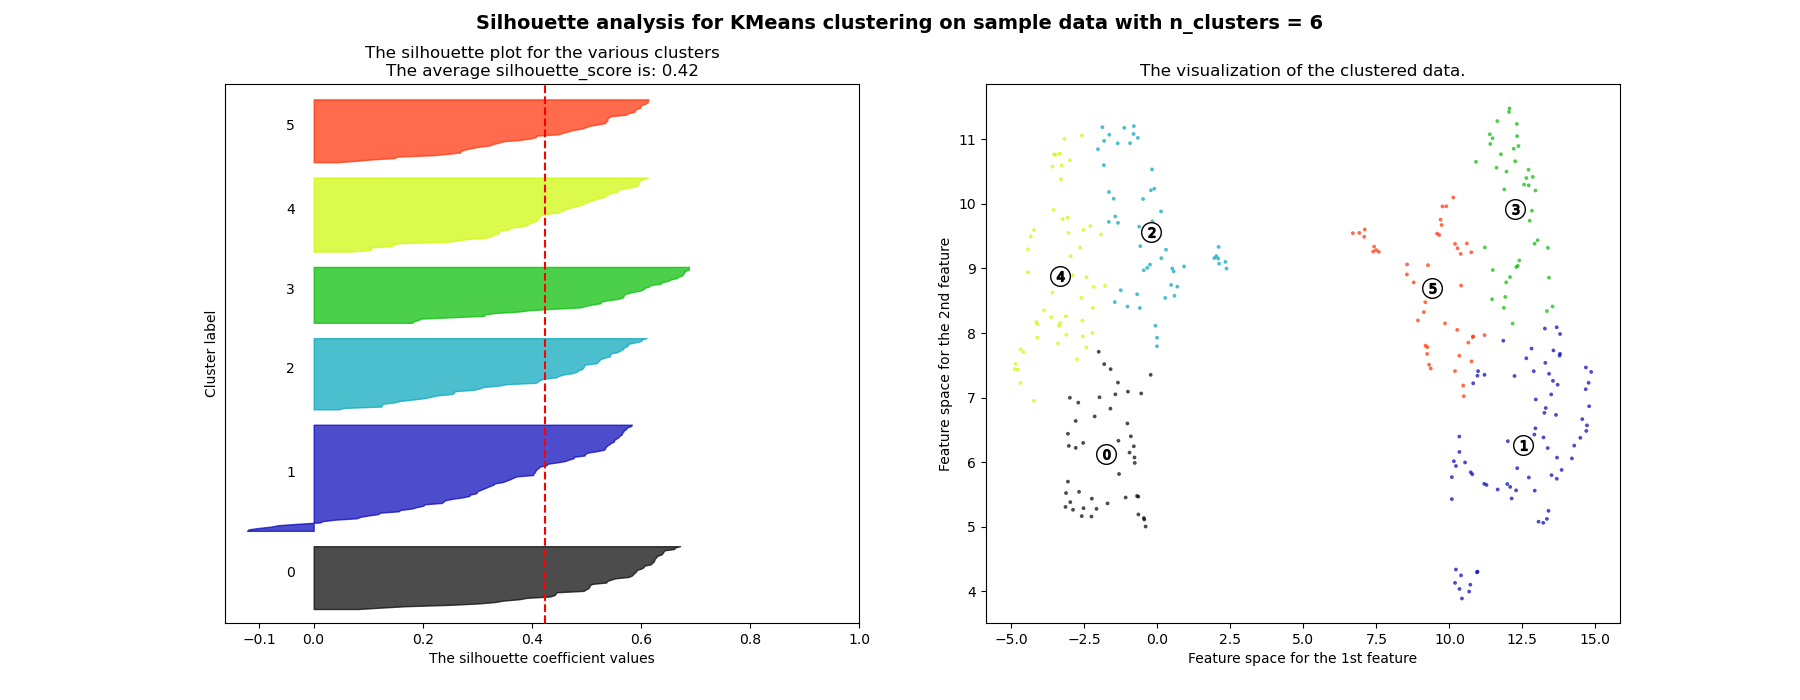 Silhouette analysis for KMeans clustering on sample data with n_clusters = 6
The silhouette plot for the various clusters
The average silhouette_score is: 0.42
5
4
3
2
1
0
Cluster label
−0.1 0.0 0.2 0.4 0.6 0.8 1.0
The silhouette coefficient values
The visualization of the clustered data.
11
10
9
8
7
6
5
4
Feature space for the 2nd feature
3
2
4
5
1
0
−5.0 −2.5 0.0 2.5 5.0 7.5 10.0 12.5 15.0
Feature space for the 1st feature